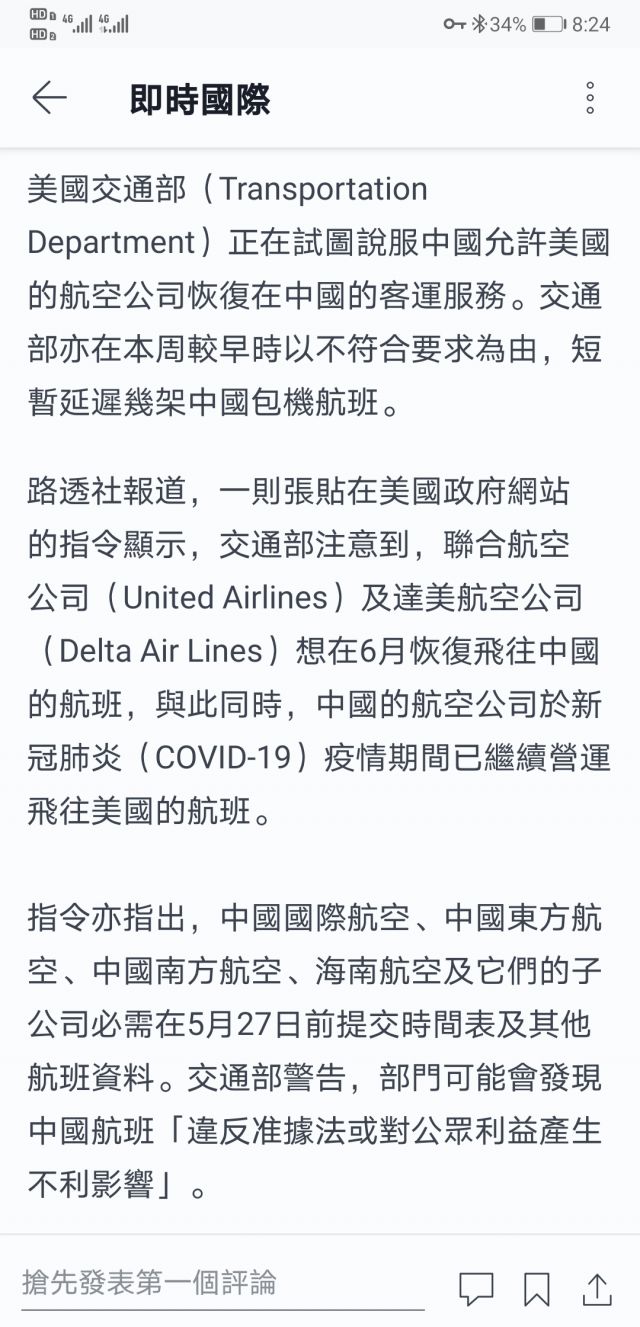 HD 1 4G 4G 34% 8:24
HD 2
即時國際
美國交通部（Transportation
Department）正在試圖說服中國允許美國
的航空公司恢復在中國的客運服務。交通
部亦在本周較早時以不符合要求為由，短
暫延遲幾架中國包機航班。
路透社報道，一則張貼在美國政府網站
的指令顯示，交通部注意到，聯合航空
公司（United Airlines）及達美航空公司
（Delta Air Lines）想在6月恢復飛往中國
的航班，與此同時，中國的航空公司於新
冠肺炎（COVID-19）疫情期間已繼續營運
飛往美國的航班。
指令亦指出，中國國際航空、中國東方航
空、中國南方航空、海南航空及它們的子
公司必需在5月27日前提交時間表及其他
航班資料。交通部警告，部門可能會發現
中國航班「違反准據法或對公眾利益產生
不利影響」。
搶先發表第一個評論